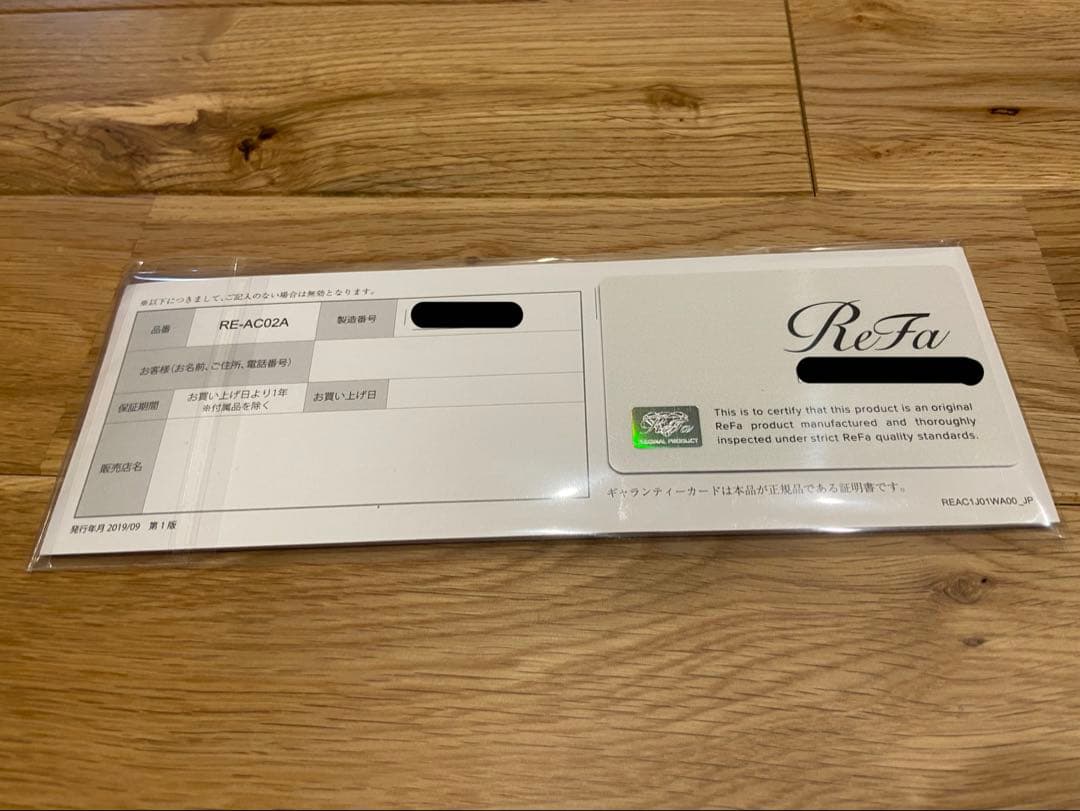 ※以下につきまして、ご記入のない場合は無効となります。
品番
RE-AC02A
製造番号
お客様(お名前、ご住所、電話番号)
保証期間
お買い上げ日より1年
※付属品を除く
お買い上げ日
販売店名
発行年月 2019/09 第1版
ReFa
ReFa
ORIGINAL PRODUCT
This is to certify that this product is an original
ReFa product manufactured and thoroughly
inspected under strict ReFa quality standards.
ギャランティーカードは本品が正規品である証明書です。
REAC1J01WA00_JP